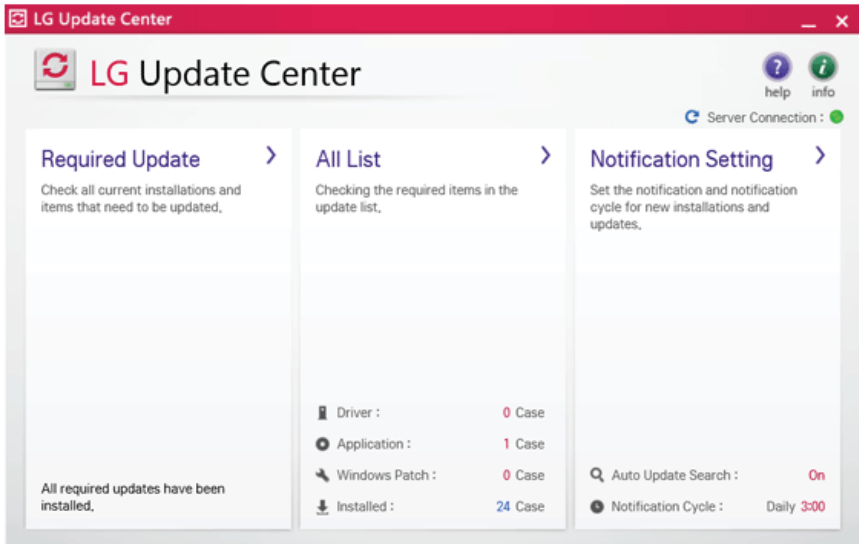 LG Update Center
LG Update Center
help
info
Server Connection :
Required Update
Check all current installations and
items that need to be updated.
All required updates have been
installed.
All List
Checking the required items in the
update list.
Driver : 0 Case
Application : 1 Case
Windows Patch : 0 Case
Installed : 24 Case
Notification Setting
Set the notification and notification
cycle for new installations and
updates.
Auto Update Search : On
Notification Cycle : Daily 3:00